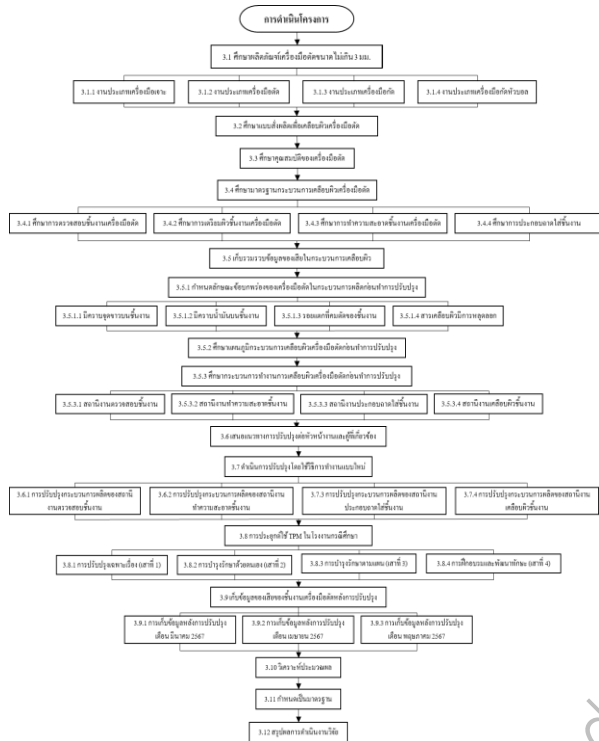 การดำเนินโครงการ
3.1 ศึกษาผลิตภัณฑ์เครื่องมือตัดขนาดไม่เกิน 3 มม.
3.1.1 งานประเภทเครื่องมือเจาะ
3.1.2 งานประเภทเครื่องมือตัด
3.1.3 งานประเภทเครื่องมือกัด
3.1.4 งานประเภทเครื่องมือกัดหัวบอล
3.2 ศึกษาแบบสั่งผลิตเพื่อเคลือบผิวเครื่องมือตัด
3.3 ศึกษาคุณสมบัติของเครื่องมือตัด
3.4 ศึกษามาตรฐานกระบวนการเคลือบผิวเครื่องมือตัด
3.4.1 ศึกษาการตรวจสอบชิ้นงานเครื่องมือตัด
3.4.2 ศึกษาการเตรียมผิวชิ้นงานเครื่องมือตัด
3.4.3 ศึกษาการทำความสะอาดชิ้นงานเครื่องมือตัด
3.4.4 ศึกษาการประกอบถาดใส่ชิ้นงาน
3.5 เก็บรวบรวมข้อมูลของเสียในกระบวนการเคลือบผิว
3.5.1 กำหนดลักษณะข้อบกพร่องของเครื่องมือตัดในกระบวนการผลิตก่อนทำการปรับปรุง
3.5.1.1 มีคราบจุดขาวบนชิ้นงาน
3.5.1.2 มีคราบน้ำมันบนชิ้นงาน
3.5.1.3 รอยแตกที่คมตัดของชิ้นงาน
3.5.1.4 สารเคลือบผิวมีการหลุดลอก
3.5.2 ศึกษาแผนภูมิกระบวนการเคลือบผิวเครื่องมือตัดก่อนทำการปรับปรุง
3.5.3 ศึกษากระบวนการทำงานการเคลือบผิวเครื่องมือตัดก่อนทำการปรับปรุง
3.5.3.1 สถานีงานตรวจสอบชิ้นงาน
3.5.3.2 สถานีงานทำความสะอาดชิ้นงาน
3.5.3.3 สถานีงานประกอบถาดใส่ชิ้นงาน
3.5.3.4 สถานีงานเคลือบผิวชิ้นงาน
3.6 เสนอแนวทางการปรับปรุงต่อหัวหน้างานและผู้ที่เกี่ยวข้อง
3.7 ดำเนินการปรับปรุงโดยใช้วิธีการทำงานแบบใหม่
3.6.1 การปรับปรุงกระบวนการผลิตของสถานี
งานตรวจสอบชิ้นงาน
3.6.2 การปรับปรุงกระบวนการผลิตของสถานีงาน
ทำความสะอาดชิ้นงาน
3.7.3 การปรับปรุงกระบวนการผลิตของสถานีงาน
ประกอบถาดใส่ชิ้นงาน
3.7.4 การปรับปรุงกระบวนการผลิตของสถานีงาน
เคลือบผิวชิ้นงาน
3.8 การประยุกต์ใช้ TPM ในโรงงานกรณีศึกษา
3.8.1 การปรับปรุงเฉพาะเรื่อง (เสาที่ 1)
3.8.2 การบำรุงรักษาด้วยตนเอง (เสาที่ 2)
3.8.3 การบำรุงรักษาตามแผน (เสาที่ 3)
3.8.4 การฝึกอบรมและพัฒนาทักษะ (เสาที่ 4)
3.9 เก็บข้อมูลของเสียของชิ้นงานเครื่องมือตัดหลังการปรับปรุง
3.9.1 การเก็บข้อมูลหลังการปรับปรุง
เดือน มีนาคม 2567
3.9.2 การเก็บข้อมูลหลังการปรับปรุง
เดือน เมษายน 2567
3.9.3 การเก็บข้อมูลหลังการปรับปรุง
เดือน พฤษภาคม 2567
3.10 วิเคราะห์ประมวลผล
3.11 กำหนดเป็นมาตรฐาน
3.12 สรุปผลการดำเนินงานวิจัย